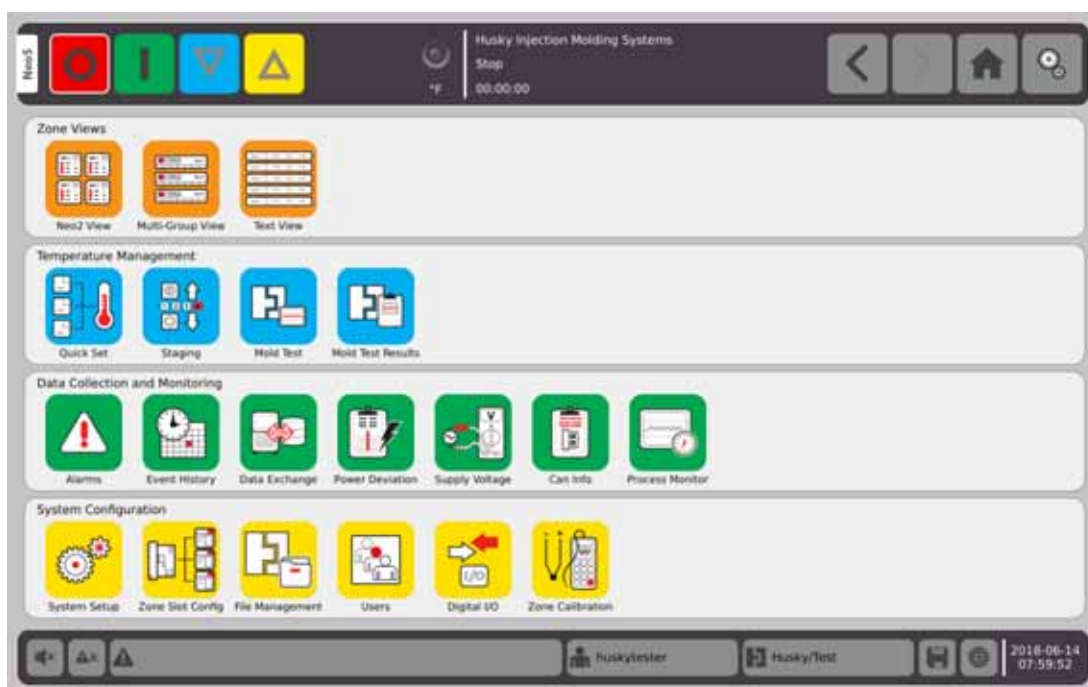 Neo5
Husky Injection Molding Systems
Stop
°F
00:00:00
Zone Views
Neo2 View
Multi-Group View
Text View
Temperature Management
Quick Set
Staging
Mold Test
Mold Test Results
Data Collection and Monitoring
Alarms
Event History
Data Exchange
Power Deviation
V
Supply Voltage
Can Info
Process Monitor
System Configuration
System Setup
Zone Slot Config
File Management
Users
I/O
Digital I/O
Zone Calibration
huskytester
Husky/Test
2018-06-14
07:59:52